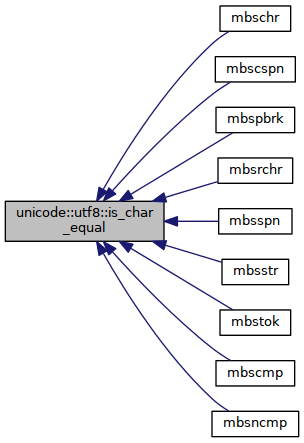 mbschr
mbscspn
mbspbrk
mbsrchr
unicode::utf8::is_char
_equal
mbsspn
mbsstr
mbstok
mbscmp
mbsncmp